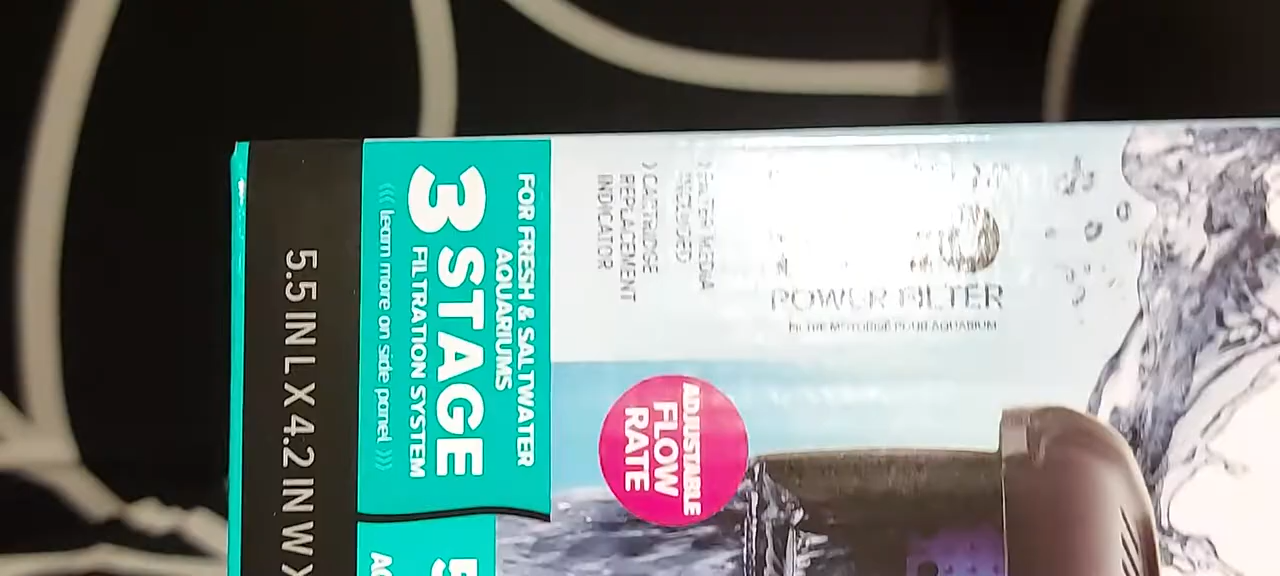 POWER FILTER
CARTRIDGE
REPLACEMENT
INDICATOR
ADJUSTABLE
FLOW
RATE
FOR FRESH & SALTWATER
AQUARIUMS
3 STAGE
FILTRATION SYSTEM
((( learn more on side panel )))
5.5 IN L X 4.2 IN W X